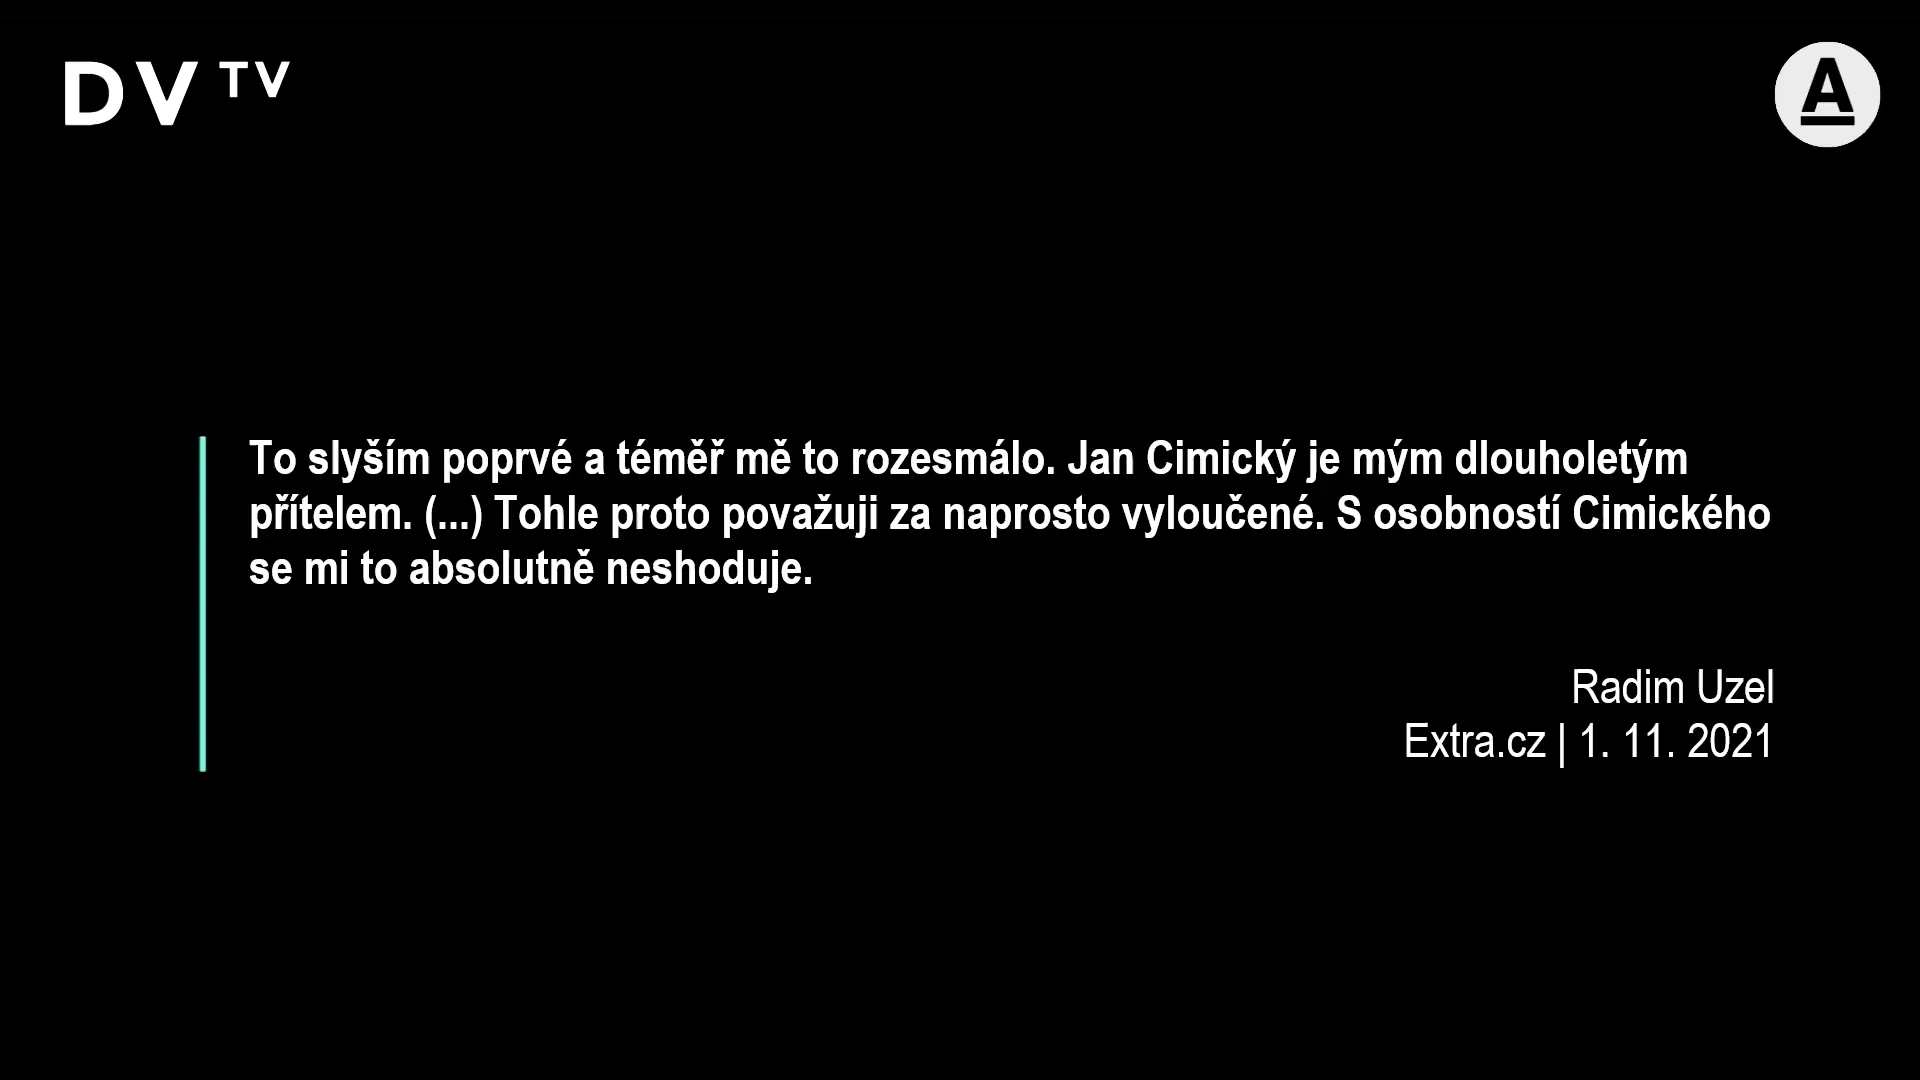 DV TV
A
To slyším poprvé a téměř mě to rozesmálo. Jan Cimický je mým dlouholetým
přítelem. (...) Tohle proto považuji za naprosto vyloučené. S osobností Cimického
se mi to absolutně neshoduje.
Radim Uzel
Extra.cz | 1. 11. 2021